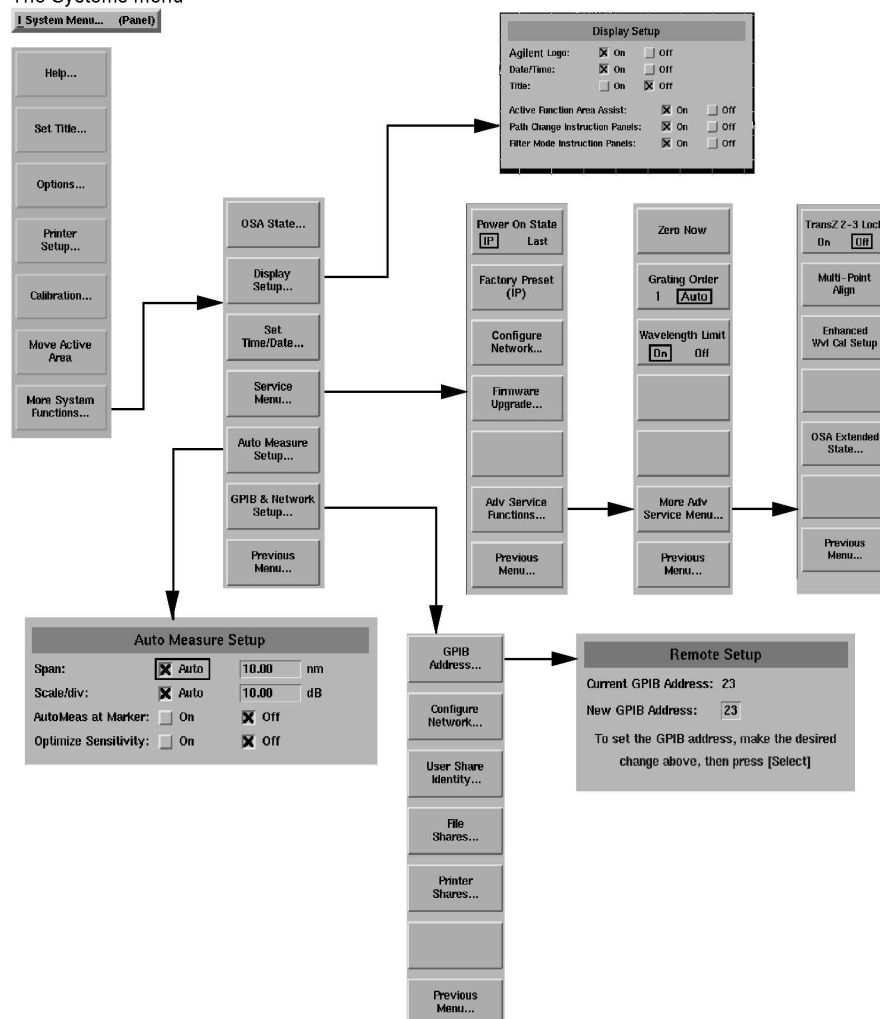 The Systems menu
I System Menu... (Panel)
Help...
Set Title...
Options...
Printer
Setup...
Calibration...
Move Active
Area
More System
Functions...
OSA State...
Display
Setup...
Set
Time/Date...
Service
Menu...
Auto Measure
Setup...
GPIB & Network
Setup...
Previous
Menu...
Display Setup
Agilent Logo: On Off
Date/Time: On Off
Title: On Off
Active Function Area Assist: On Off
Path Change Instruction Panels: On Off
Filter Mode Instruction Panels: On Off
Power On State
IP Last
Factory Preset
(IP)
Configure
Network...
Firmware
Upgrade...
Adv Service
Functions...
Previous
Menu...
Zero Now
Grating Order
1 Auto
Wavelength Limit
On Off
More Adv
Service Menu...
Previous
Menu...
TransZ 2-3 Lock
On Off
Multi-Point
Align
Enhanced
Wvl Cal Setup
OSA Extended
State...
Previous
Menu...
Auto Measure Setup
Span: Auto 10.00 nm
Scale/div: Auto 10.00 dB
AutoMeas at Marker: On Off
Optimize Sensitivity: On Off
GPIB
Address...
Configure
Network...
User Share
Identity...
File
Shares...
Printer
Shares...
Previous
Menu...
Remote Setup
Current GPIB Address: 23
New GPIB Address: 23
To set the GPIB address, make the desired
change above, then press [Select]